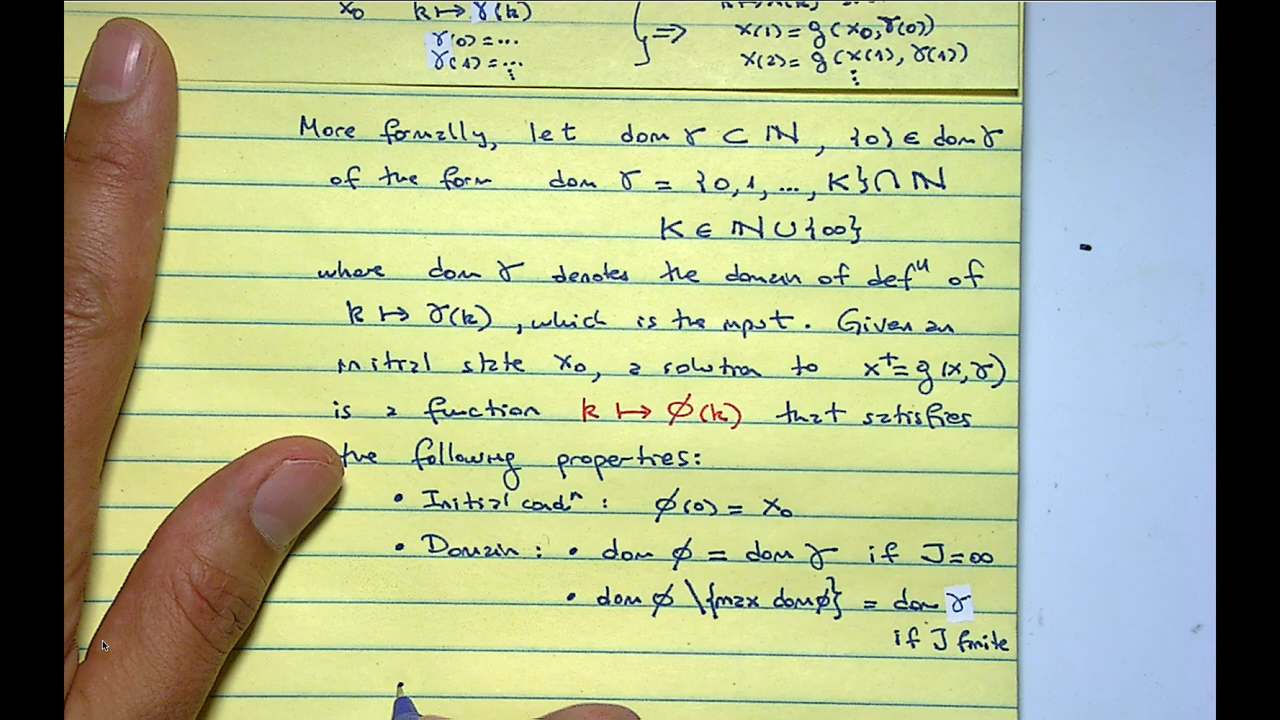 x₀ k ↦ γ(k)
γ(0) = ...
γ(1) = ...
⋮
} =>
x(1) = g(x₀, γ(0))
x(2) = g(x(1), γ(1))
⋮
More formally, let dom γ ⊂ ℕ, {0} ∈ dom γ
of the form dom γ = {0, 1, ..., K} ∩ ℕ
K ∈ ℕ ∪ {∞}
where dom γ denotes the domain of defⁿ of
k ↦ γ(k), which is the input. Given an
initial state x₀, a solution to x⁺ = g(x, γ)
is a function k ↦ ϕ(k) that satisfies
the following properties:
• Initial condⁿ: ϕ(0) = x₀
• Domain: • dom ϕ = dom γ if J = ∞
• dom ϕ \ {max dom ϕ} = dom γ
if J finite